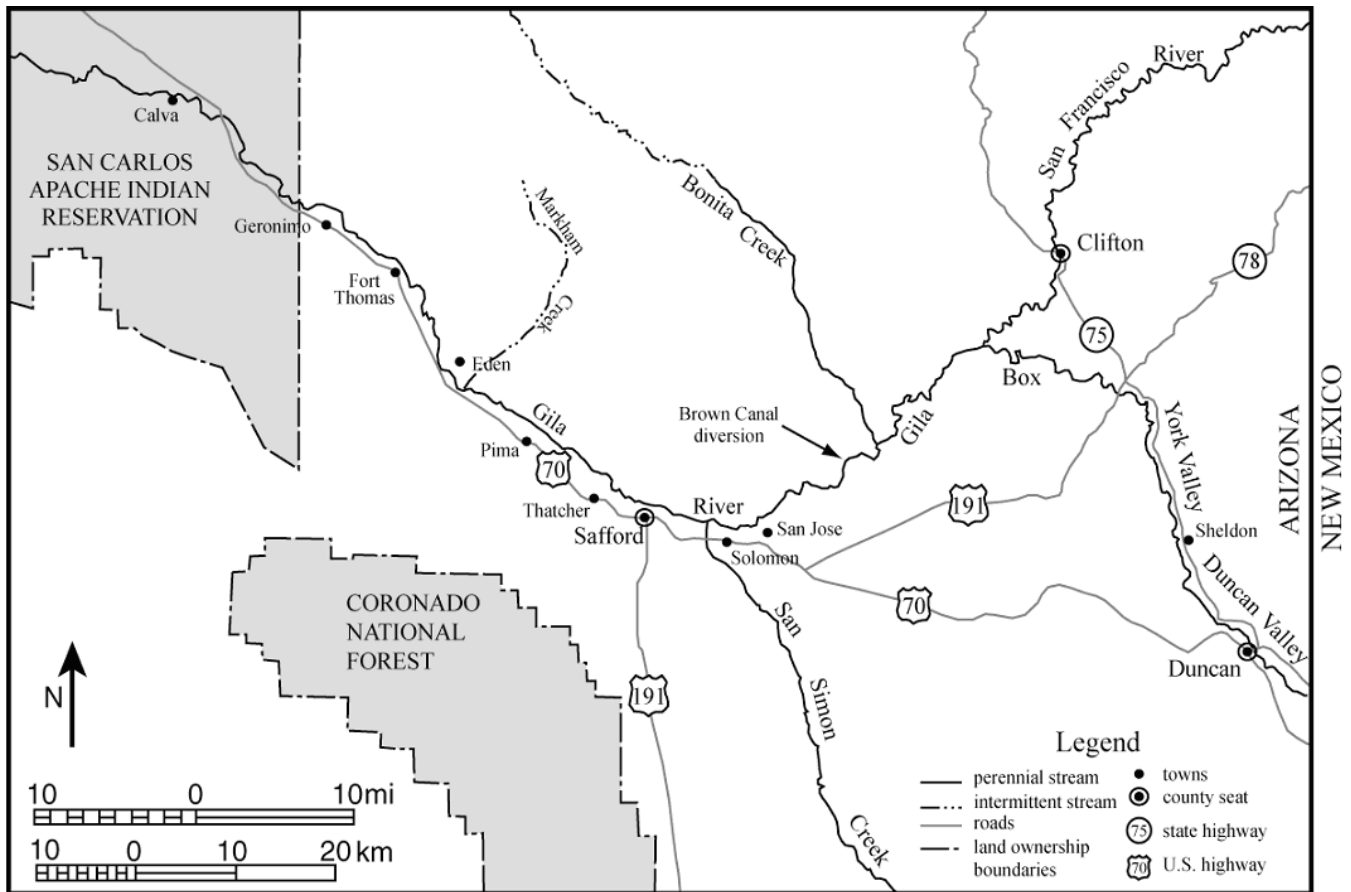 Calva
SAN CARLOS
APACHE INDIAN
RESERVATION
Geronimo
Fort
Thomas
Markham
Creek
Eden
Bonita
Creek
San Francisco River
Clifton
78
75
Box
Gila
Brown Canal
diversion
Gila
River
Pima
70
Thatcher
Safford
San Jose
Solomon
191
York Valley
Sheldon
Duncan Valley
Duncan
70
ARIZONA
NEW MEXICO
CORONADO
NATIONAL
FOREST
191
San
Simon
Creek
N
10 0 10 mi
10 0 10 20 km
Legend
perennial stream
intermittent stream
roads
land ownership
boundaries
towns
county seat
75 state highway
70 U.S. highway